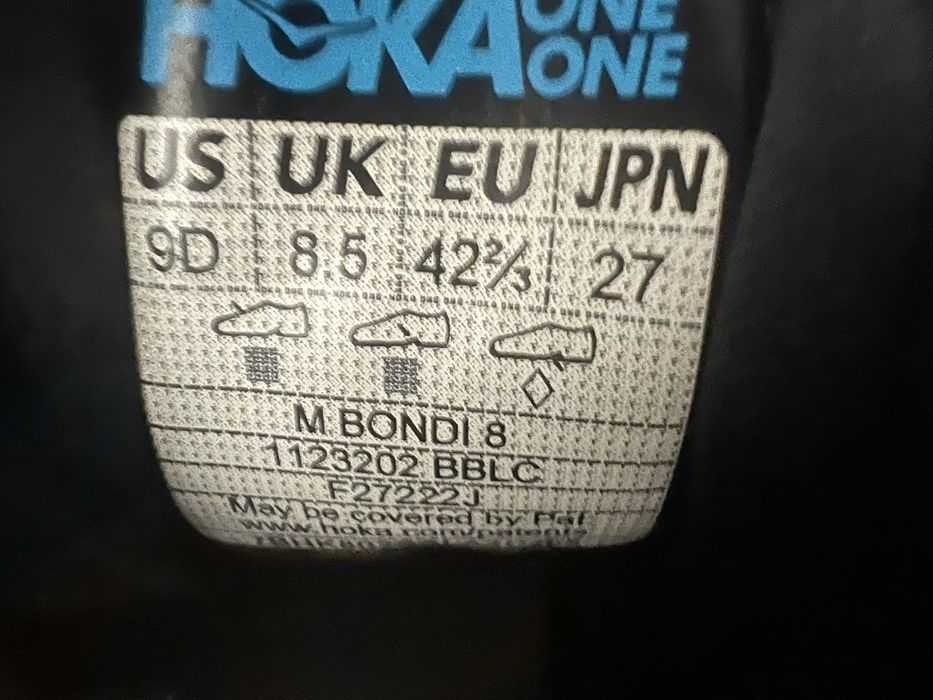 HOKA ONE ONE
US UK EU JPN
9D 8.5 42⅔ 27
M BONDI 8
1123202 BBLC
F27222J
May be covered by Pat
www.hoka.com/patents